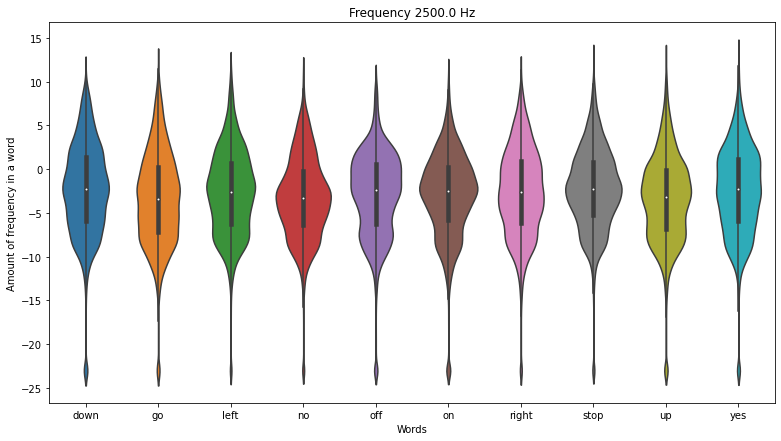 Frequency 2500.0 Hz
Amount of frequency in a word
15
10
5
0
−5
−10
−15
−20
−25
down go left no off on right stop up yes
Words